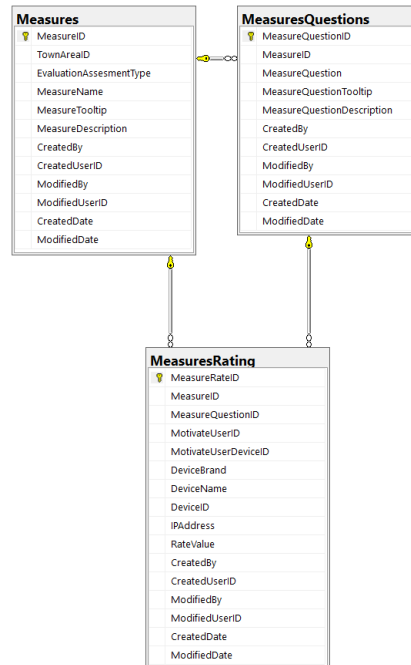 Measures
MeasureID
TownAreaID
EvaluationAssesmentType
MeasureName
MeasureTooltip
MeasureDescription
CreatedBy
CreatedUserID
ModifiedBy
ModifiedUserID
CreatedDate
ModifiedDate
MeasuresQuestions
MeasureQuestionID
MeasureID
MeasureQuestion
MeasureQuestionTooltip
MeasureQuestionDescription
CreatedBy
CreatedUserID
ModifiedBy
ModifiedUserID
CreatedDate
ModifiedDate
MeasuresRating
MeasureRateID
MeasureID
MeasureQuestionID
MotivateUserID
MotivateUserDeviceID
DeviceBrand
DeviceName
DeviceID
IPAddress
RateValue
CreatedBy
CreatedUserID
ModifiedBy
ModifiedUserID
CreatedDate
ModifiedDate